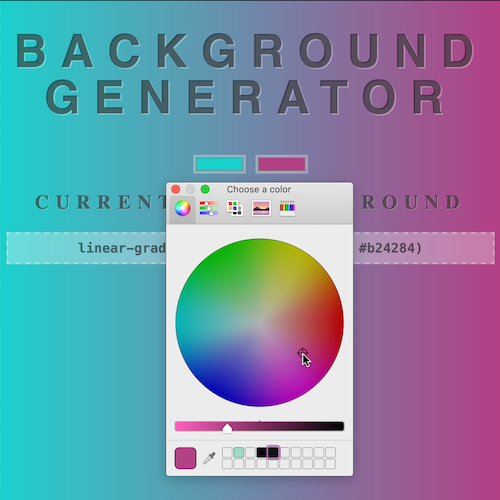 BACKGROUND
GENERATOR
Choose a color
CURRENT ROUND
linear-grad #b24284)